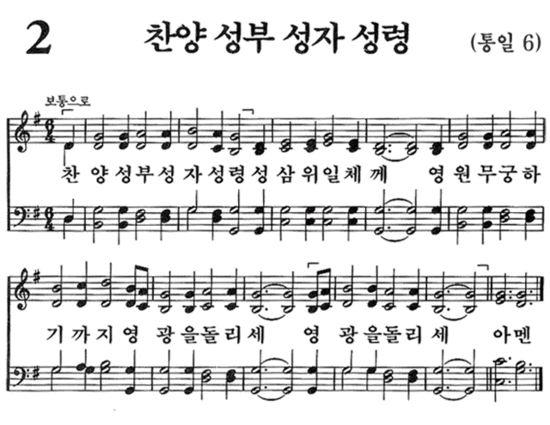 2 찬양 성부 성자 성령 (통일 6)
보통으로
찬 양 성부 성 자 성령 성 삼 위 일 체 께 영 원 무 궁 하
기 까 지 영 광 을 돌 리 세 영 광 을 돌 리 세 아멘